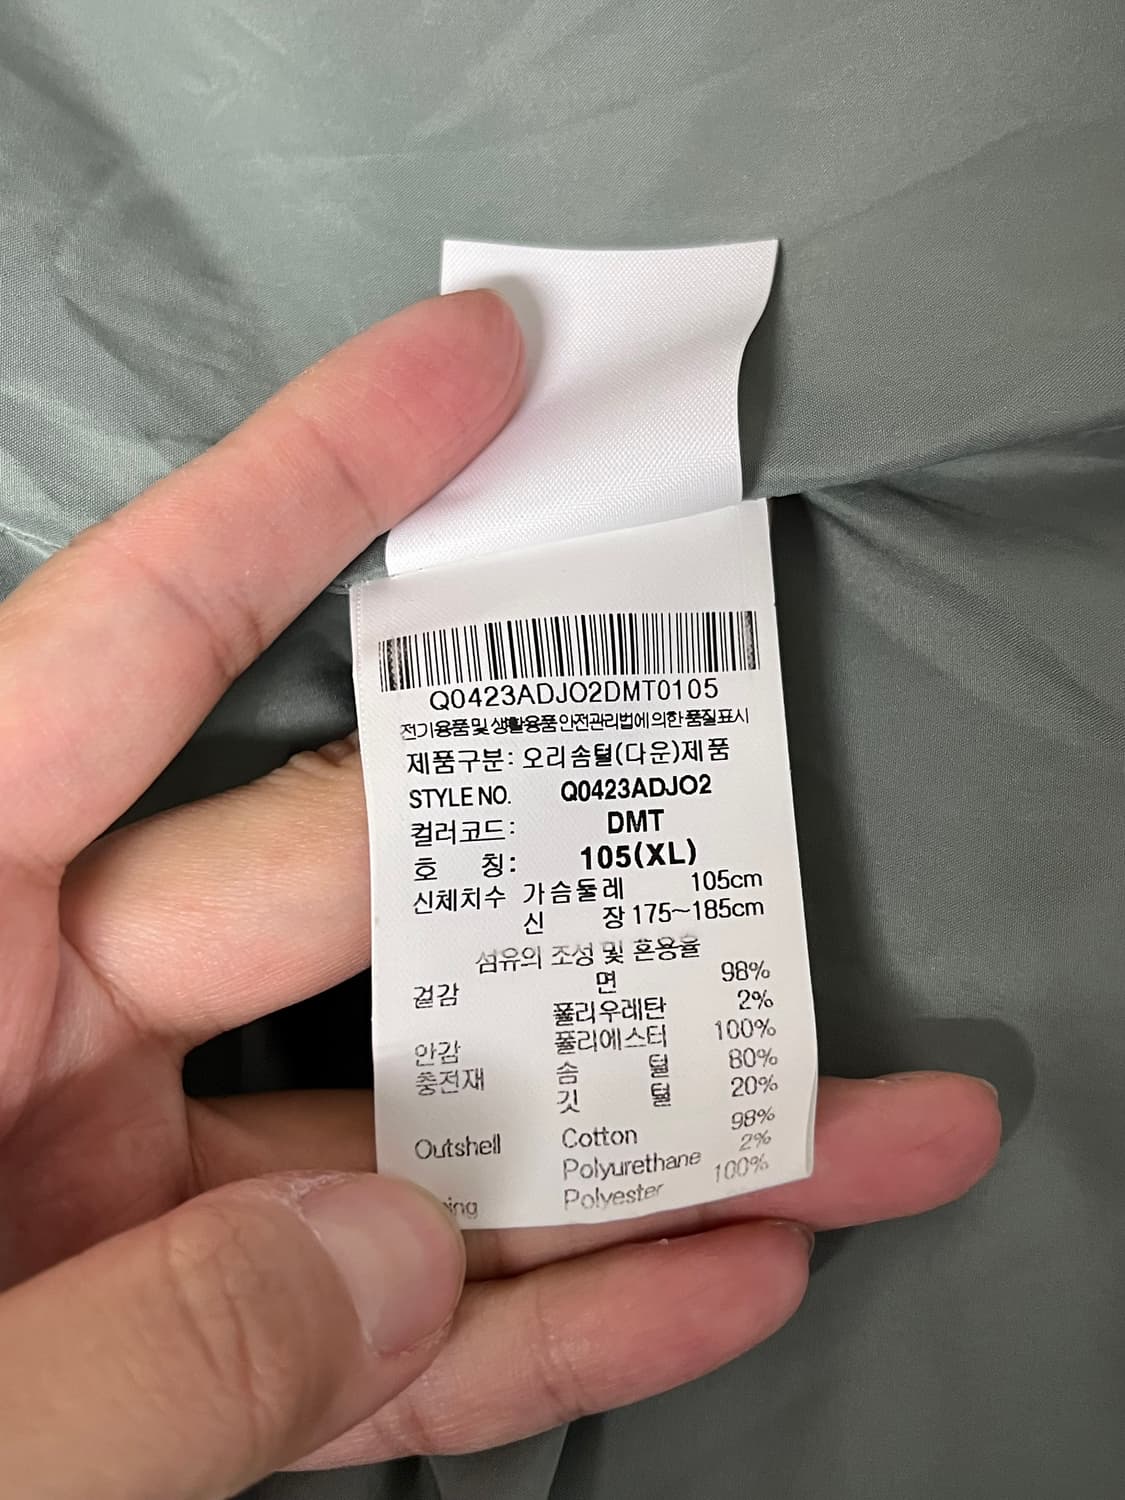 Q0423ADJO2DMT0105
전기용품 및 생활용품 안전관리법에 의한 품질표시
제품구분: 오리솜털(다운)제품
STYLE NO. Q0423ADJO2
컬러코드: DMT
호 칭: 105(XL)
신체치수 가슴둘레 105cm
신 장 175~185cm
섬유의 조성 및 혼용율
겉감 면 98%
폴리우레탄 2%
안감 폴리에스터 100%
충전재 솜 털 80%
깃 털 20%
Outshell Cotton 98%
Polyurethane 2%
Polyester 100%